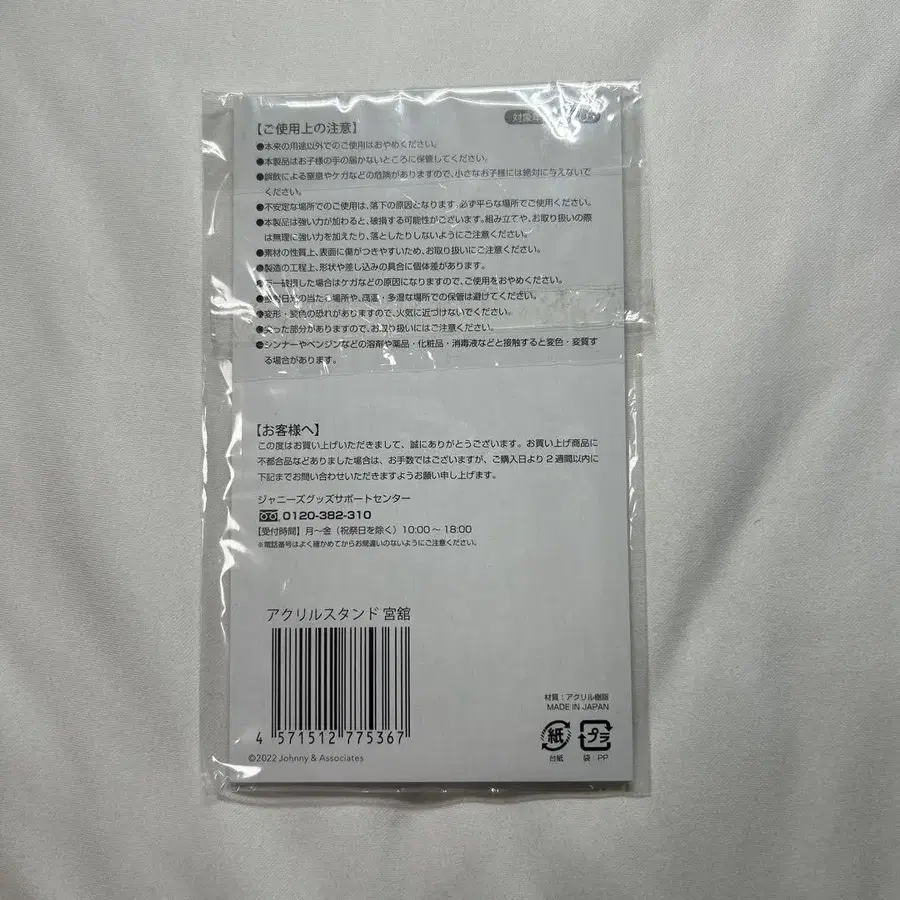 対象年
【ご使用上の注意】
●本来の用途以外でのご使用はおやめください。
●本製品はお子様の手の届かないところに保管してください。
●誤飲による窒息やケガなどの危険がありますので、小さなお子様には絶対に与えないで
ください。
●不安定な場所でのご使用は、落下の原因となります。必ず平らな場所でご使用ください。
●本製品は強い力が加わると、破損する可能性がございます。組み立てや、お取り扱いの際
は無理に強い力を加えたり、落としたりしないようにご注意ください。
●素材の性質上、表面に傷がつきやすいため、お取り扱いにご注意ください。
●製造の工程上、形状や差し込みの具合に個体差があります。
●万一破損した場合はケガなどの原因になりますので、ご使用をおやめください。
●直射日光の当たる場所や、高温・多湿な場所での保管は避けてください。
●変形・変色の恐れがありますので、火気に近づけないでください。
●尖った部分がありますので、お取り扱いにはご注意ください。
●シンナーやベンジンなどの溶剤や薬品・化粧品・消毒液などと接触すると変色・変質す
る場合があります。
【お客様へ】
この度はお買い上げいただきまして、誠にありがとうございます。お買い上げ商品に
不都合品などありました場合は、お手数ではございますが、ご購入日より2週間以内に
下記までお問い合わせいただきますようお願い申し上げます。
ジャニーズグッズサポートセンター
0120-382-310
【受付時間】月～金(祝祭日を除く)10:00～18:00
※電話番号はよく確かめてからお間違いのないようにご注意ください。
アクリルスタンド 宮舘
4 571512 775367
©2022 Johnny & Associates
材質：アクリル樹脂
MADE IN JAPAN
紙 プラ
台紙 袋：PP